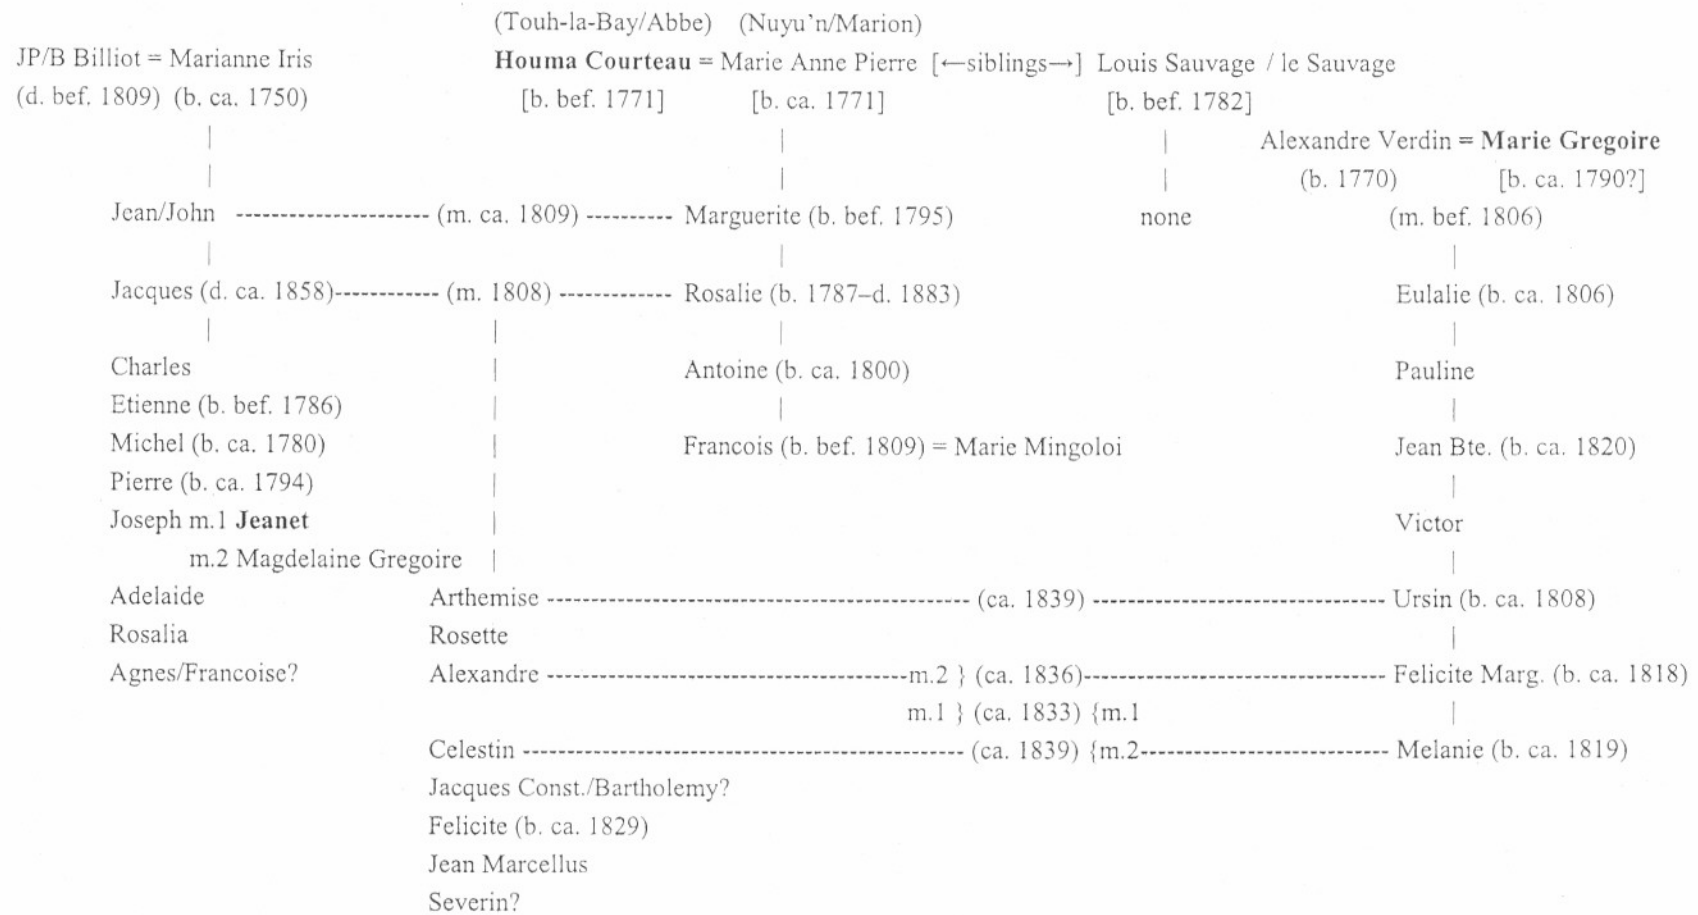 (Touh-la-Bay/Abbe) (Nuyu'n/Marion)
JP/B Billiot = Marianne Iris Houma Courteau = Marie Anne Pierre [←siblings→] Louis Sauvage / le Sauvage
(d. bef. 1809) (b. ca. 1750) [b. bef. 1771] [b. ca. 1771] [b. bef. 1782]
Alexandre Verdin = Marie Gregoire
(b. 1770) [b. ca. 1790?]
Jean/John -------------------- (m. ca. 1809) ---------- Marguerite (b. bef. 1795) none (m. bef. 1806)
Jacques (d. ca. 1858)----------- (m. 1808) ------------- Rosalie (b. 1787–d. 1883) Eulalie (b. ca. 1806)
Charles Antoine (b. ca. 1800) Pauline
Etienne (b. bef. 1786)
Michel (b. ca. 1780) Francois (b. bef. 1809) = Marie Mingoloi Jean Bte. (b. ca. 1820)
Pierre (b. ca. 1794)
Joseph m.1 Jeanet Victor
m.2 Magdelaine Gregoire
Adelaide Arthemise ------------------------------------------- (ca. 1839) ------------------------------ Ursin (b. ca. 1808)
Rosalia Rosette
Agnes/Francoise? Alexandre -------------------------------------m.2 } (ca. 1836)------------------------------- Felicite Marg. (b. ca. 1818)
m.1 } (ca. 1833) {m.1
Celestin --------------------------------------------- (ca. 1839) {m.2------------------------- Melanie (b. ca. 1819)
Jacques Const./Bartholemy?
Felicite (b. ca. 1829)
Jean Marcellus
Severin?